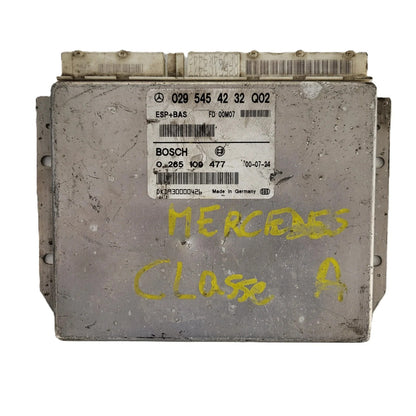 029 545 42 32 Q02
ESP+BAS FD 00M07
BOSCH
0 265 109 477 00-07-24
Made in Germany
MERCEDES
CLasse A